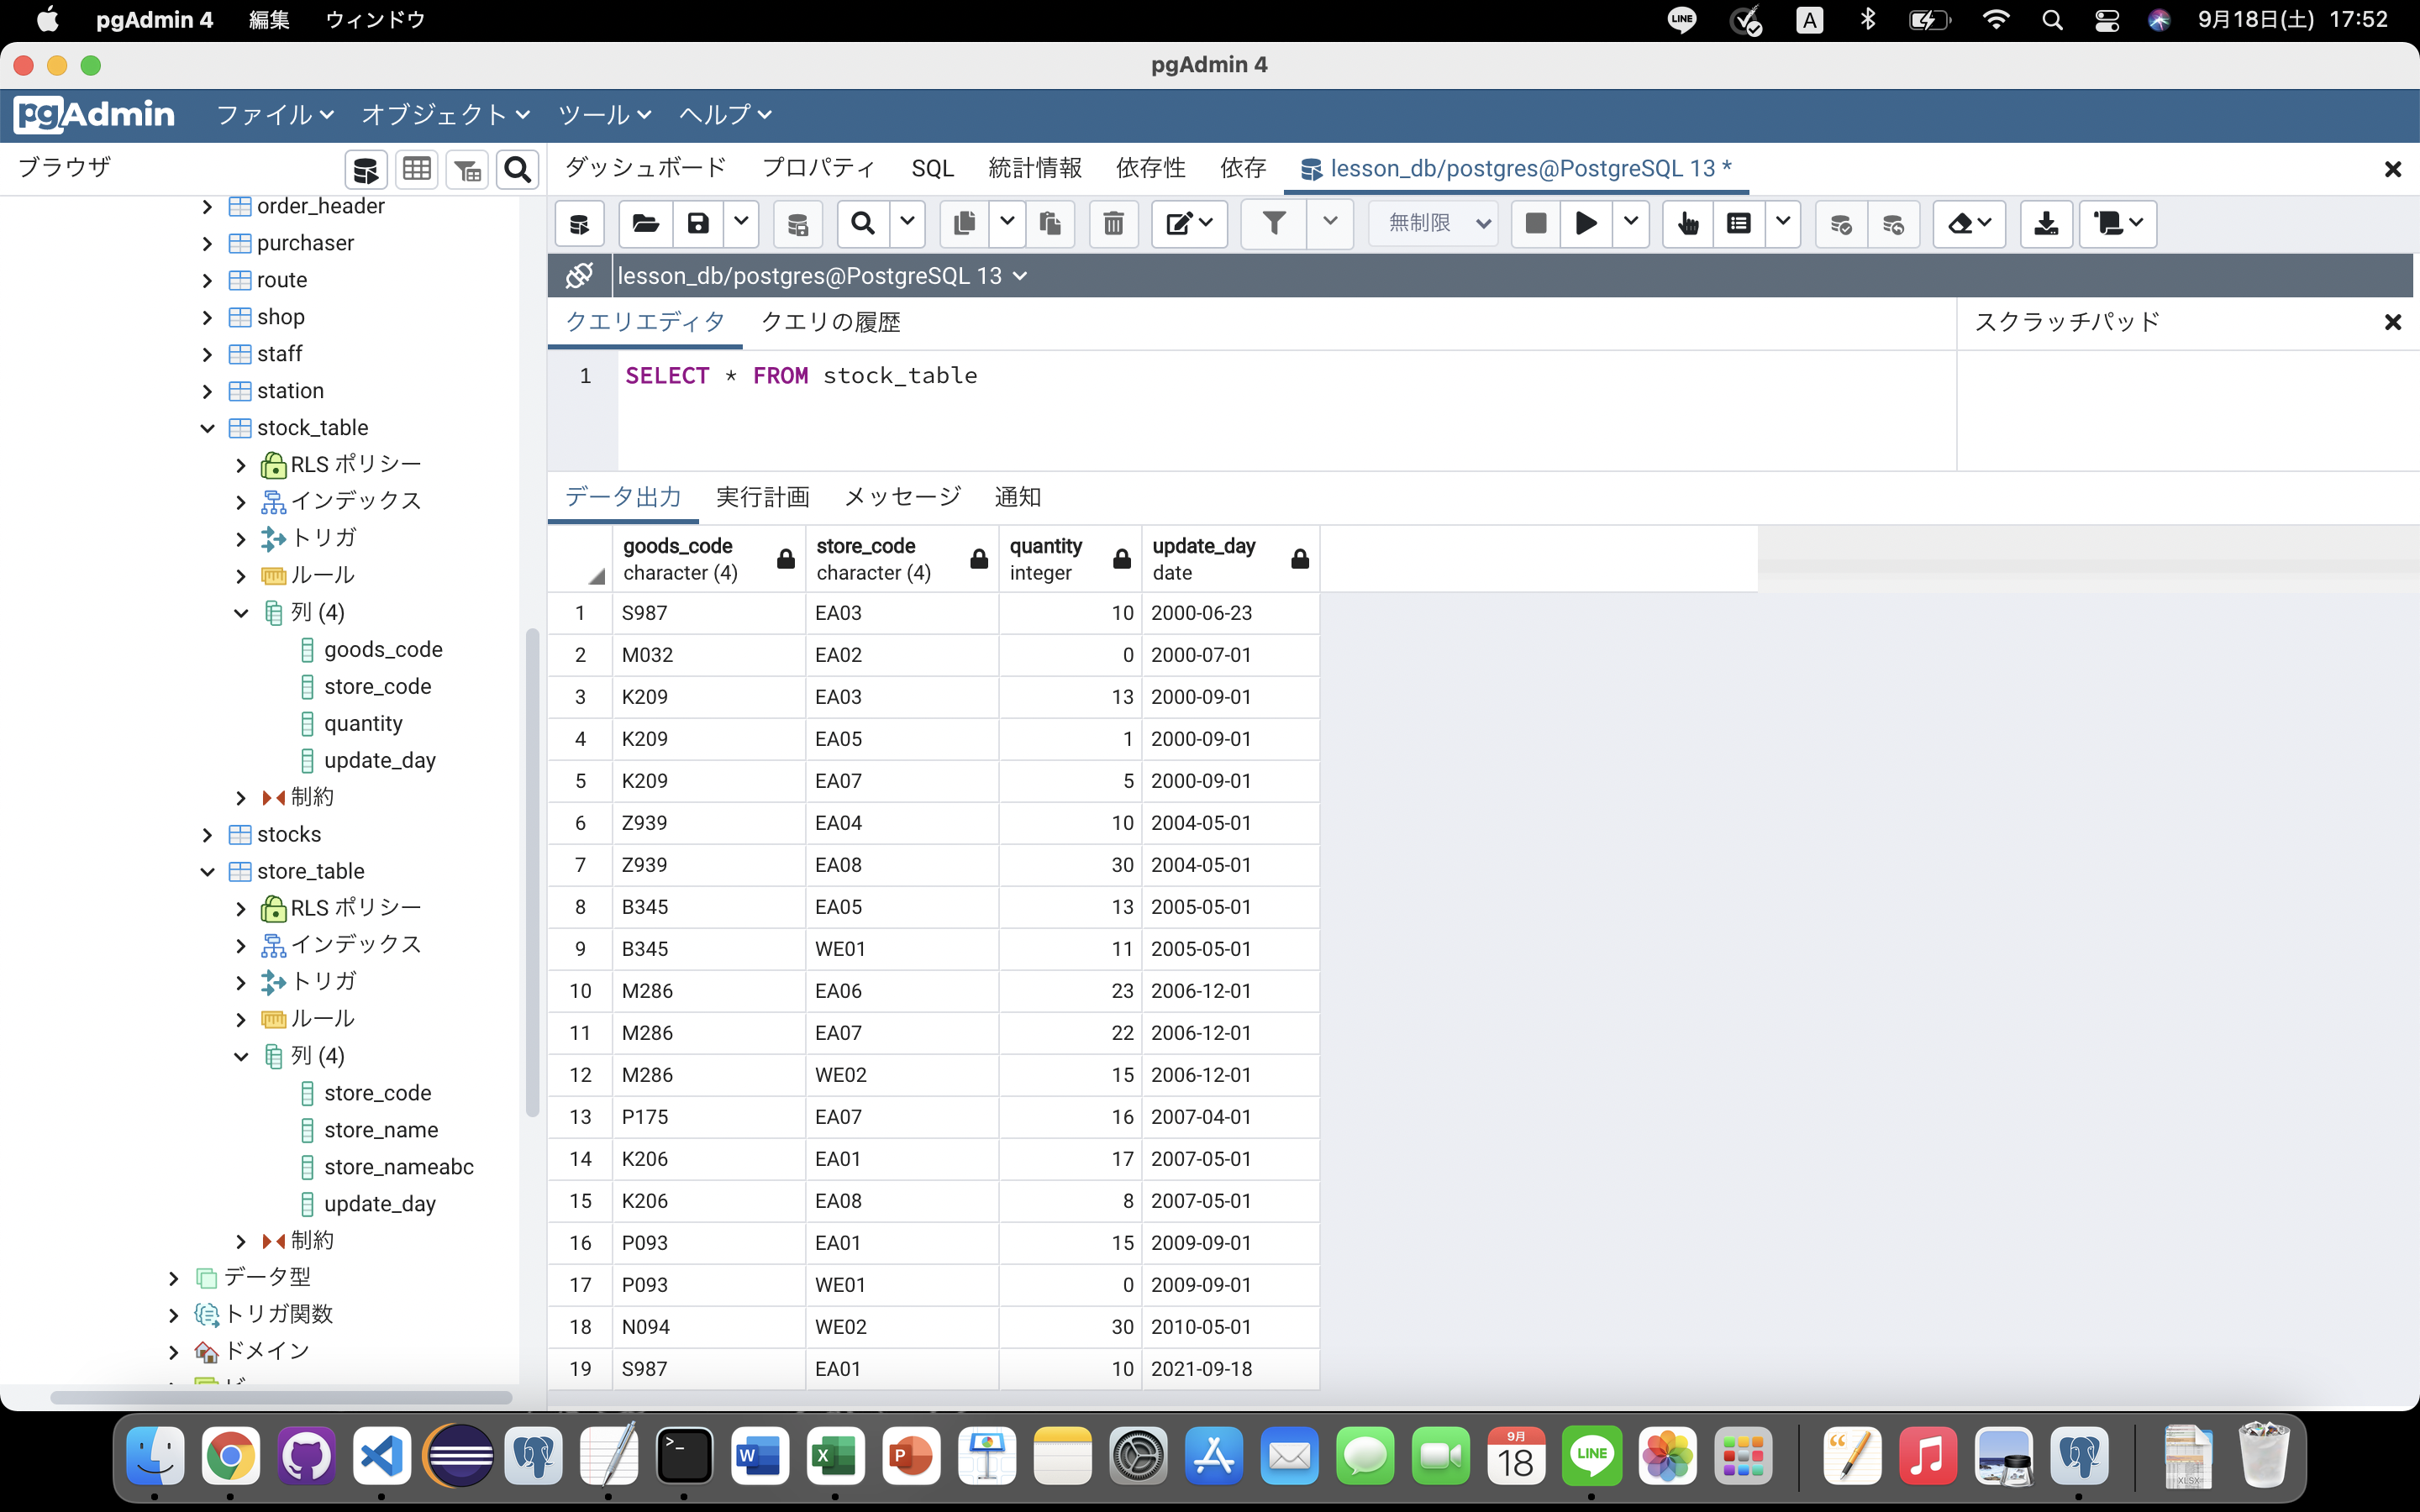 pgAdmin 4 編集 ウィンドウ LINE A 9月18日(土) 17:52
pgAdmin 4
pgAdmin ファイル オブジェクト ツール ヘルプ
ブラウザ
ダッシュボード プロパティ SQL 統計情報 依存性 依存 lesson_db/postgres@PostgreSQL 13 *
無制限
lesson_db/postgres@PostgreSQL 13
クエリエディタ クエリの履歴 スクラッチパッド
1 SELECT * FROM stock_table
order_header
purchaser
route
shop
staff
station
stock_table
RLS ポリシー
インデックス
トリガ
ルール
列 (4)
goods_code
store_code
quantity
update_day
制約
stocks
store_table
RLS ポリシー
インデックス
トリガ
ルール
列 (4)
store_code
store_name
store_nameabc
update_day
制約
データ型
トリガ関数
ドメイン
データ出力 実行計画 メッセージ 通知
goods_code store_code quantity update_day
character (4) character (4) integer date
1 S987 EA03 10 2000-06-23
2 M032 EA02 0 2000-07-01
3 K209 EA03 13 2000-09-01
4 K209 EA05 1 2000-09-01
5 K209 EA07 5 2000-09-01
6 Z939 EA04 10 2004-05-01
7 Z939 EA08 30 2004-05-01
8 B345 EA05 13 2005-05-01
9 B345 WE01 11 2005-05-01
10 M286 EA06 23 2006-12-01
11 M286 EA07 22 2006-12-01
12 M286 WE02 15 2006-12-01
13 P175 EA07 16 2007-04-01
14 K206 EA01 17 2007-05-01
15 K206 EA08 8 2007-05-01
16 P093 EA01 15 2009-09-01
17 P093 WE01 0 2009-09-01
18 N094 WE02 30 2010-05-01
19 S987 EA01 10 2021-09-18
W X P 9月 18 LINE XLSX